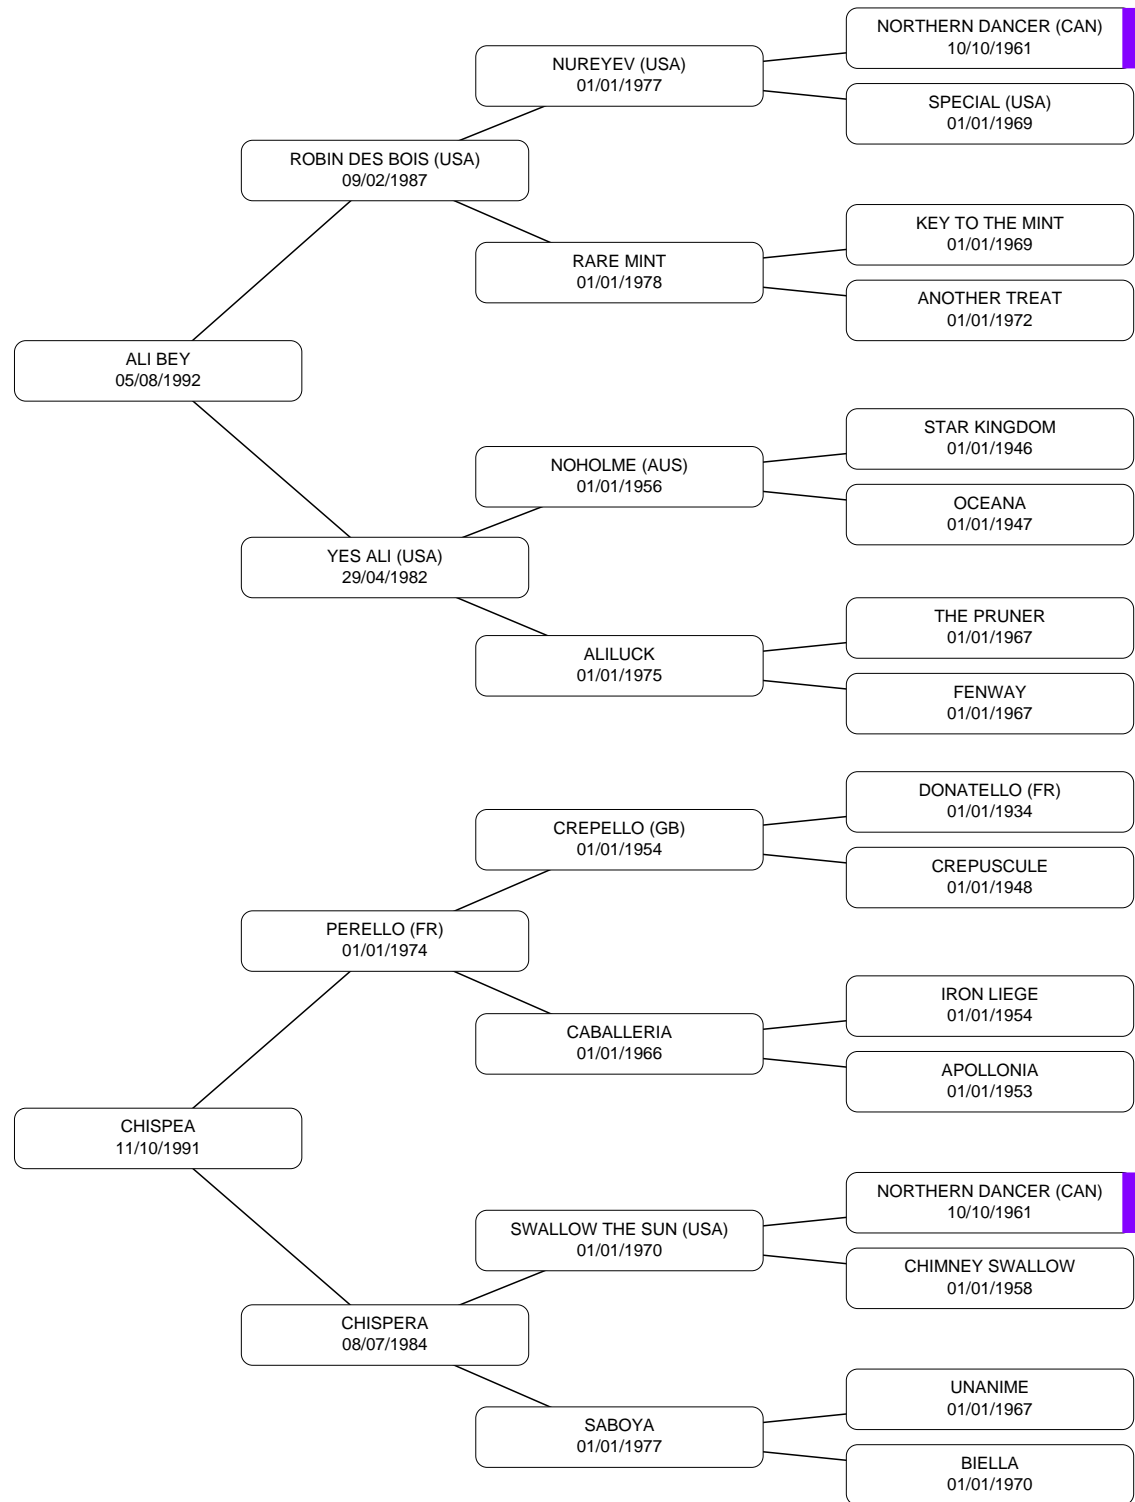 NORTHERN DANCER (CAN)
10/10/1961
NUREYEV (USA)
01/01/1977
SPECIAL (USA)
01/01/1969
ROBIN DES BOIS (USA)
09/02/1987
KEY TO THE MINT
01/01/1969
RARE MINT
01/01/1978
ANOTHER TREAT
01/01/1972
ALI BEY
05/08/1992
STAR KINGDOM
01/01/1946
NOHOLME (AUS)
01/01/1956
OCEANA
01/01/1947
YES ALI (USA)
29/04/1982
THE PRUNER
01/01/1967
ALILUCK
01/01/1975
FENWAY
01/01/1967
DONATELLO (FR)
01/01/1934
CREPELLO (GB)
01/01/1954
CREPUSCULE
01/01/1948
PERELLO (FR)
01/01/1974
IRON LIEGE
01/01/1954
CABALLERIA
01/01/1966
APOLLONIA
01/01/1953
CHISPEA
11/10/1991
NORTHERN DANCER (CAN)
10/10/1961
SWALLOW THE SUN (USA)
01/01/1970
CHIMNEY SWALLOW
01/01/1958
CHISPERA
08/07/1984
UNANIME
01/01/1967
SABOYA
01/01/1977
BIELLA
01/01/1970